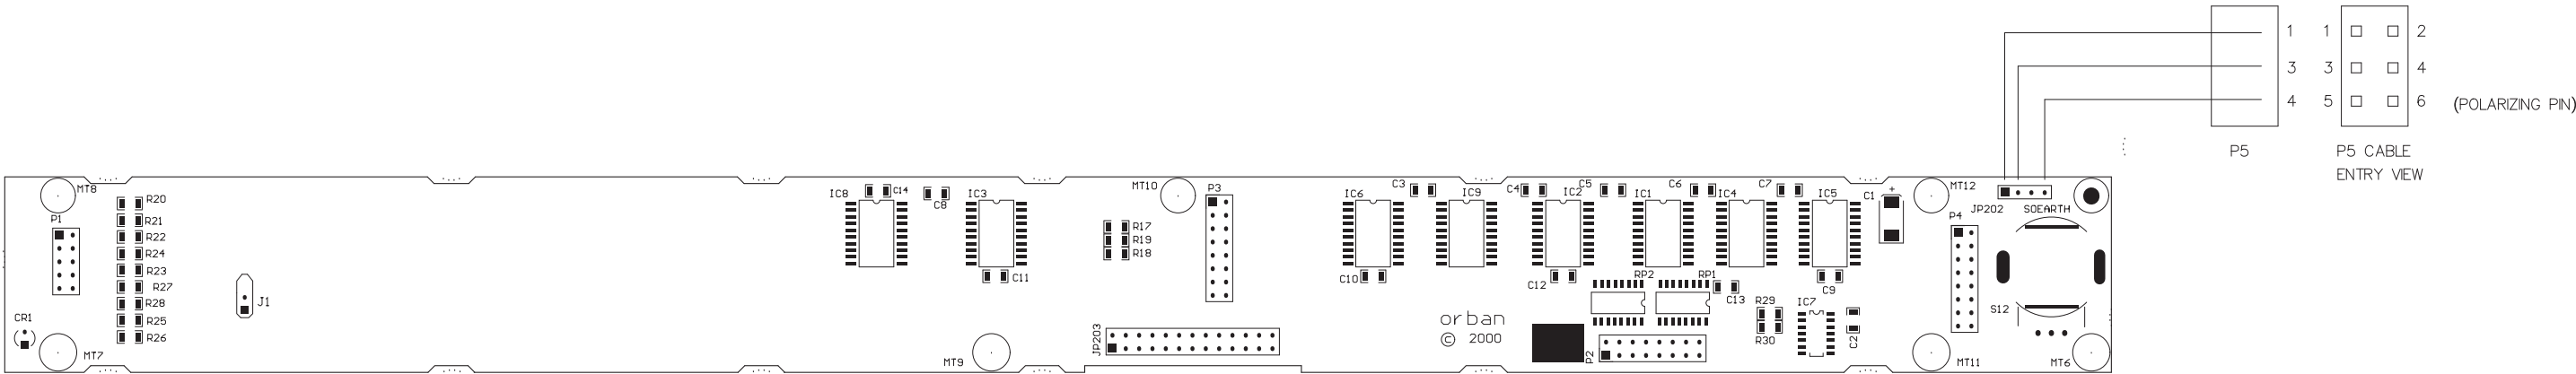 1 1 2
3 3 4
4 5 6 (POLARIZING PIN)
P5 P5 CABLE
ENTRY VIEW
MT8
P1
CR1
MT7
R20
R21
R22
R24
R23
R27
R28
R25
R26
J1
IC8
C14
C8
IC3
C11
MT9
MT10
P3
R17
R19
R18
JP203
IC6
C3
IC9
C10
C4
IC2
C5
C12
IC1
C6
IC4
C7
IC5
C9
RP2
RP1
C13
orban
© 2000
P2
R29
R30
IC7
C2
C1
+
MT12
JP202
SOEARTH
P4
S12
MT11
MT6